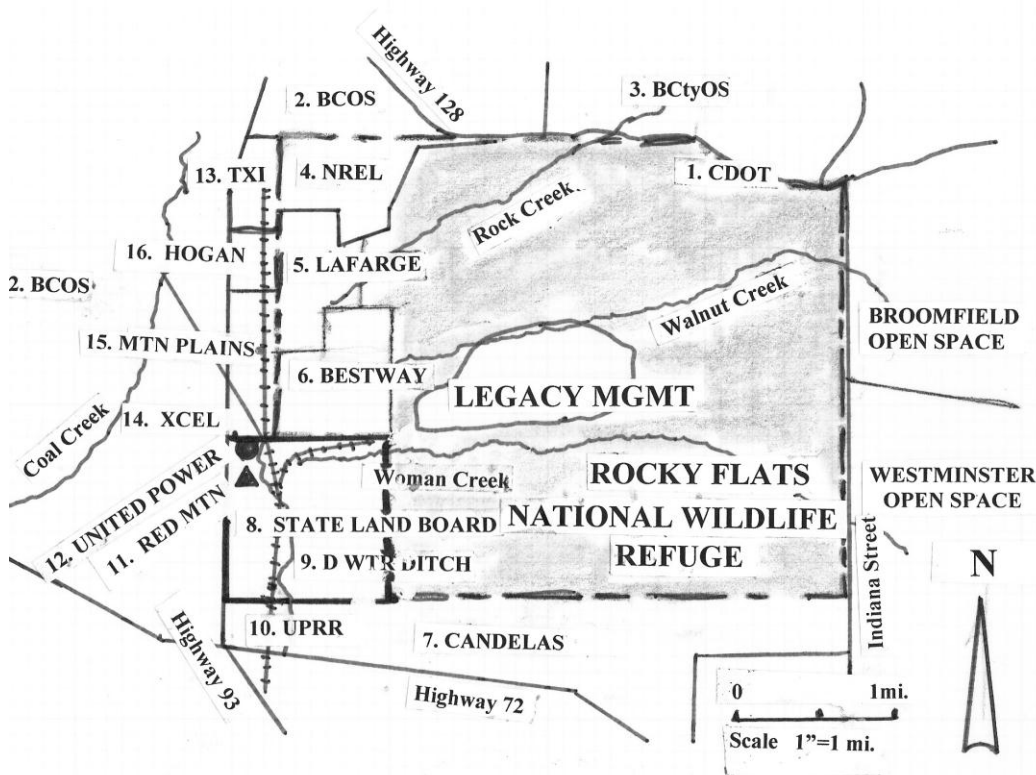 Highway 128
2. BCOS
3. BCtyOS
13. TXI
4. NREL
1. CDOT
Rock Creek
16. HOGAN
5. LAFARGE
2. BCOS
Walnut Creek
BROOMFIELD
OPEN SPACE
15. MTN PLAINS
6. BESTWAY
LEGACY MGMT
14. XCEL
Coal Creek
Woman Creek
ROCKY FLATS
NATIONAL WILDLIFE
REFUGE
WESTMINSTER
OPEN SPACE
12. UNITED POWER
11. RED MTN
8. STATE LAND BOARD
9. D WTR DITCH
Indiana Street
N
10. UPRR
7. CANDELAS
Highway 93
Highway 72
0 1mi.
Scale 1"=1 mi.